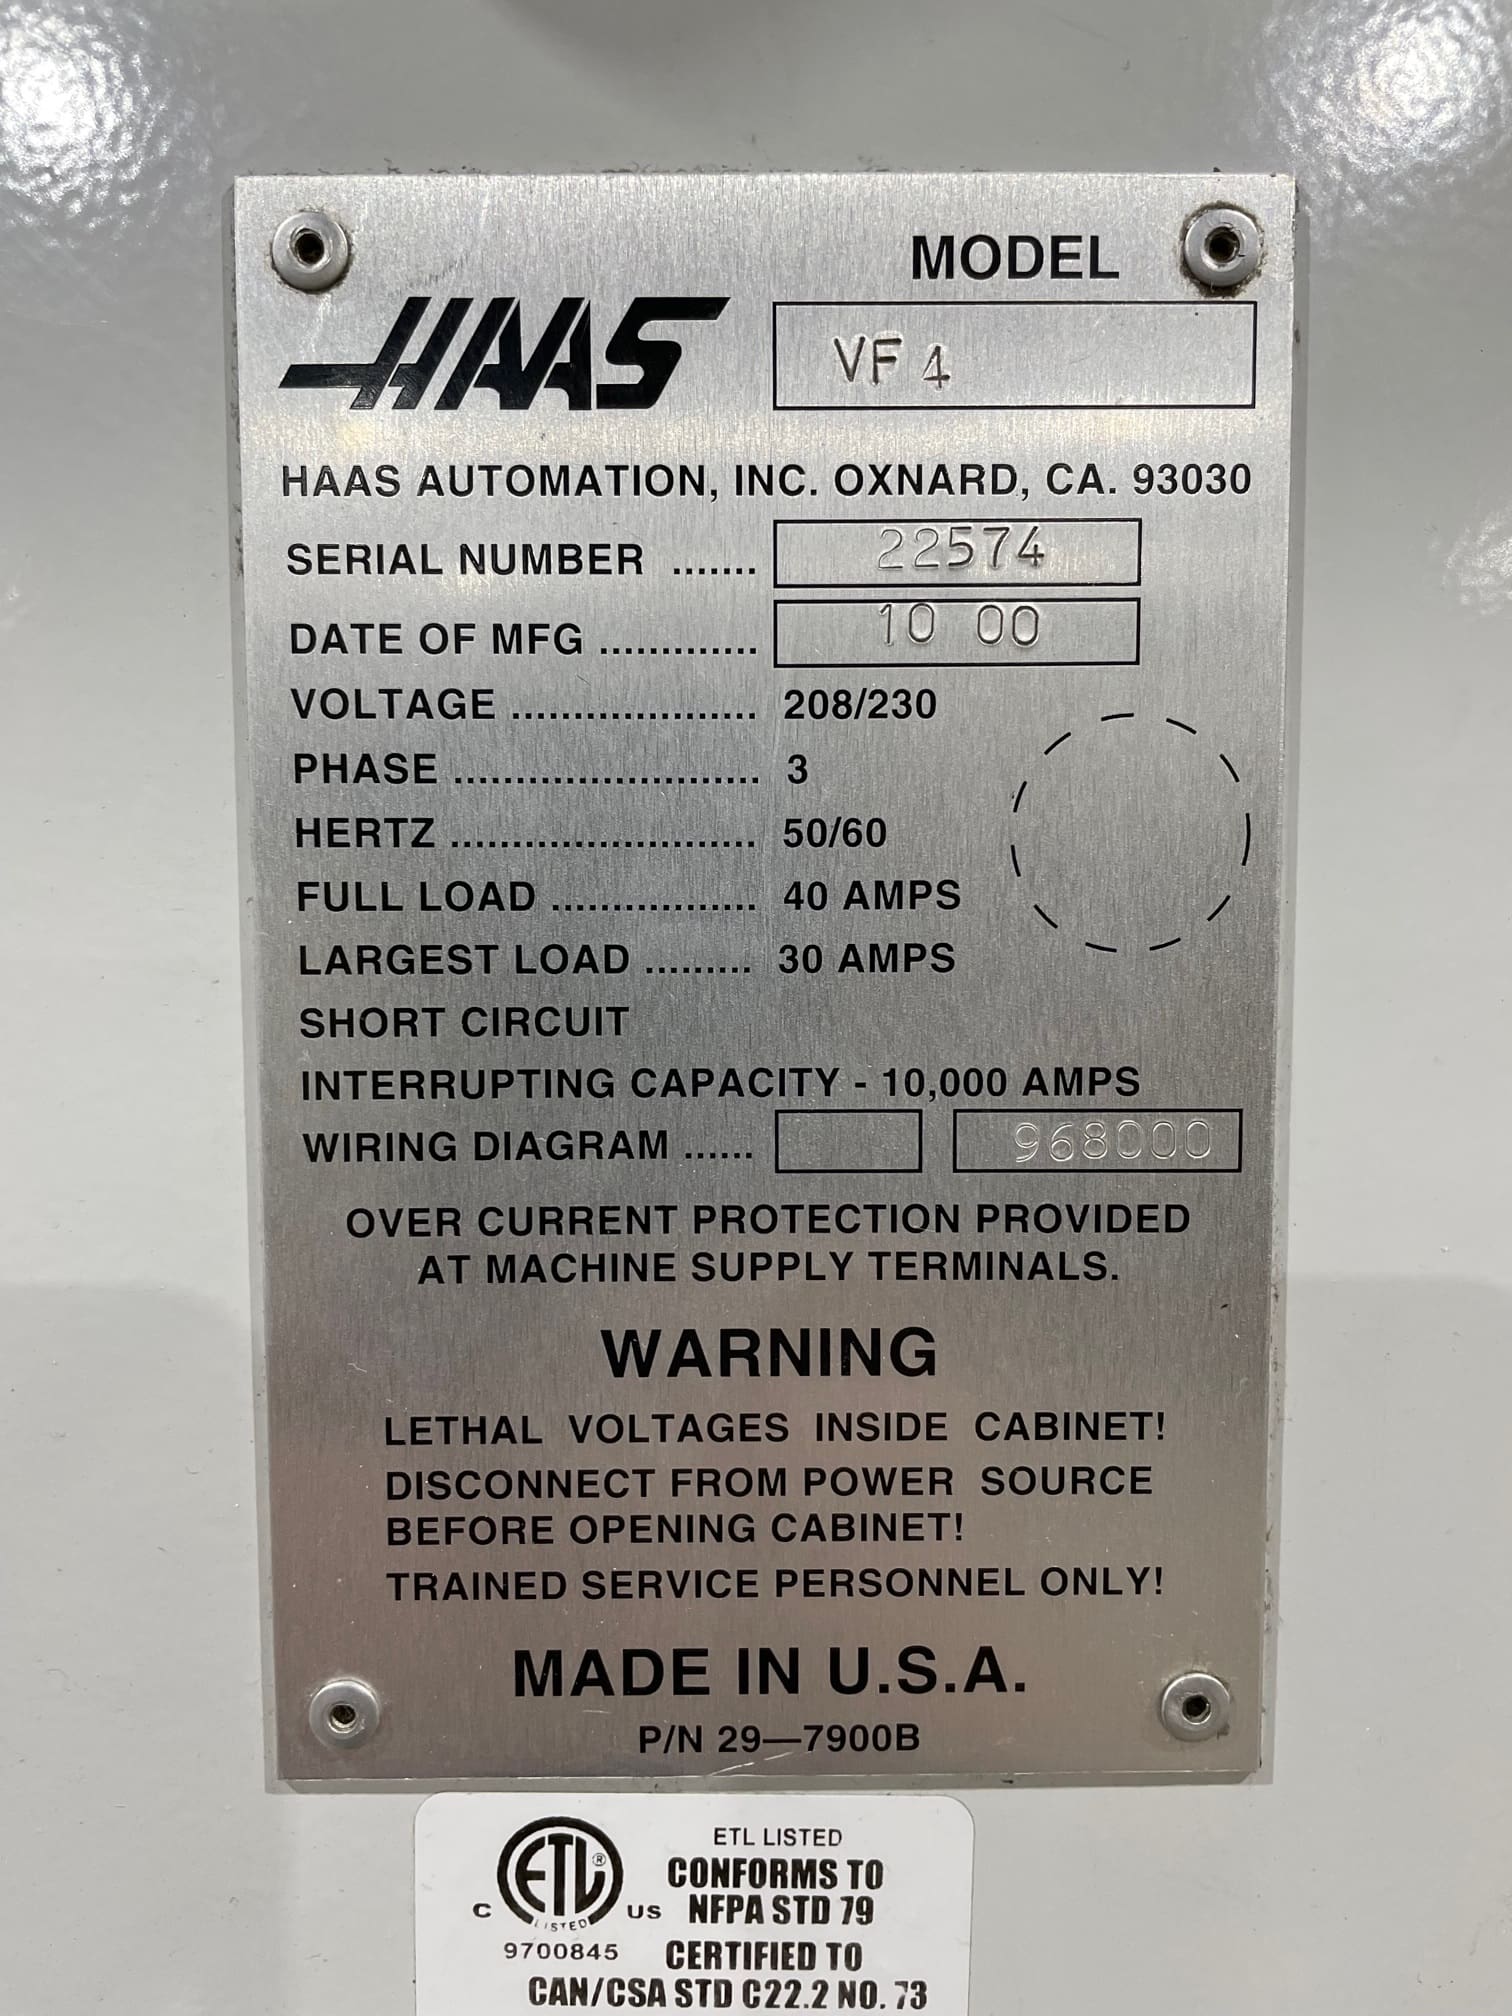 MODEL
HAAS
VF 4
HAAS AUTOMATION, INC. OXNARD, CA. 93030
SERIAL NUMBER ....... 22574
DATE OF MFG ............. 10 00
VOLTAGE .................... 208/230
PHASE ......................... 3
HERTZ ......................... 50/60
FULL LOAD ................. 40 AMPS
LARGEST LOAD ......... 30 AMPS
SHORT CIRCUIT
INTERRUPTING CAPACITY - 10,000 AMPS
WIRING DIAGRAM ...... 968000
OVER CURRENT PROTECTION PROVIDED
AT MACHINE SUPPLY TERMINALS.
WARNING
LETHAL VOLTAGES INSIDE CABINET!
DISCONNECT FROM POWER SOURCE
BEFORE OPENING CABINET!
TRAINED SERVICE PERSONNEL ONLY!
MADE IN U.S.A.
P/N 29—7900B
ETL LISTED
CONFORMS TO
NFPA STD 79
C ETL ® LISTED US
9700845
CERTIFIED TO
CAN/CSA STD C22.2 NO. 73